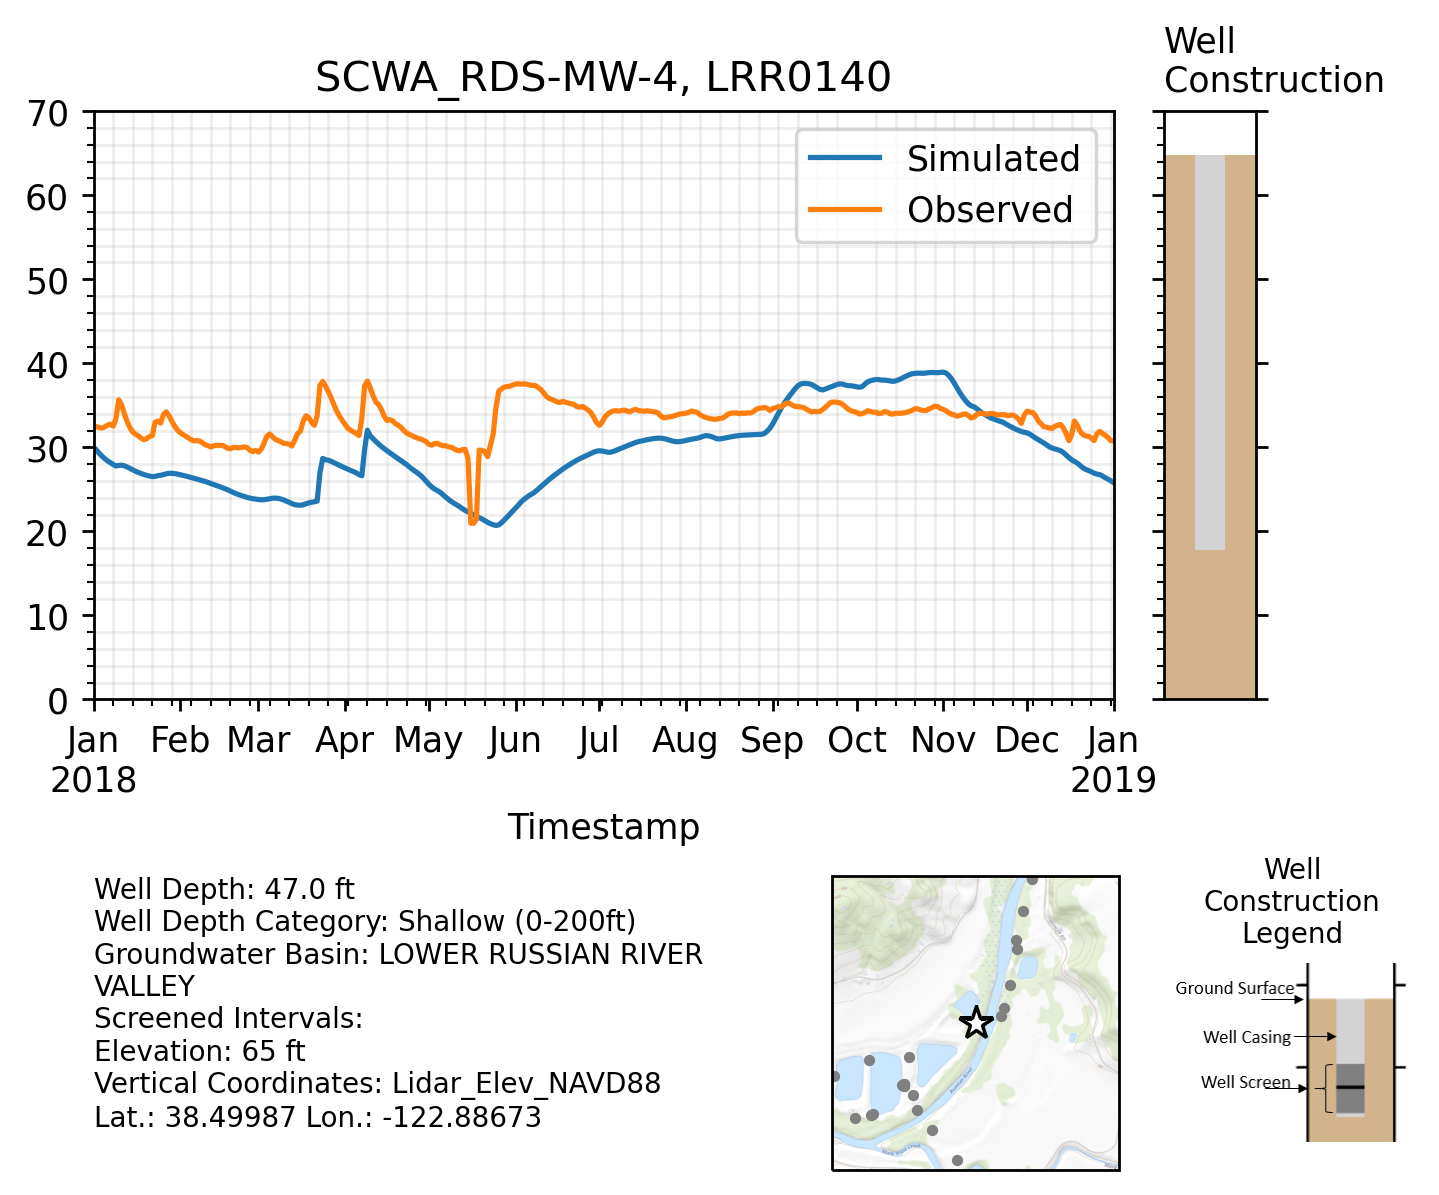 Well
Construction
SCWA_RDS-MW-4, LRR0140
70
60
50
40
30
20
10
0
Simulated
Observed
Jan Feb Mar Apr May Jun Jul Aug Sep Oct Nov Dec Jan
2018 2019
Timestamp
Well Depth: 47.0 ft
Well Depth Category: Shallow (0-200ft)
Groundwater Basin: LOWER RUSSIAN RIVER
VALLEY
Screened Intervals:
Elevation: 65 ft
Vertical Coordinates: Lidar_Elev_NAVD88
Lat.: 38.49987 Lon.: -122.88673
Well
Construction
Legend
Ground Surface
Well Casing
Well Screen